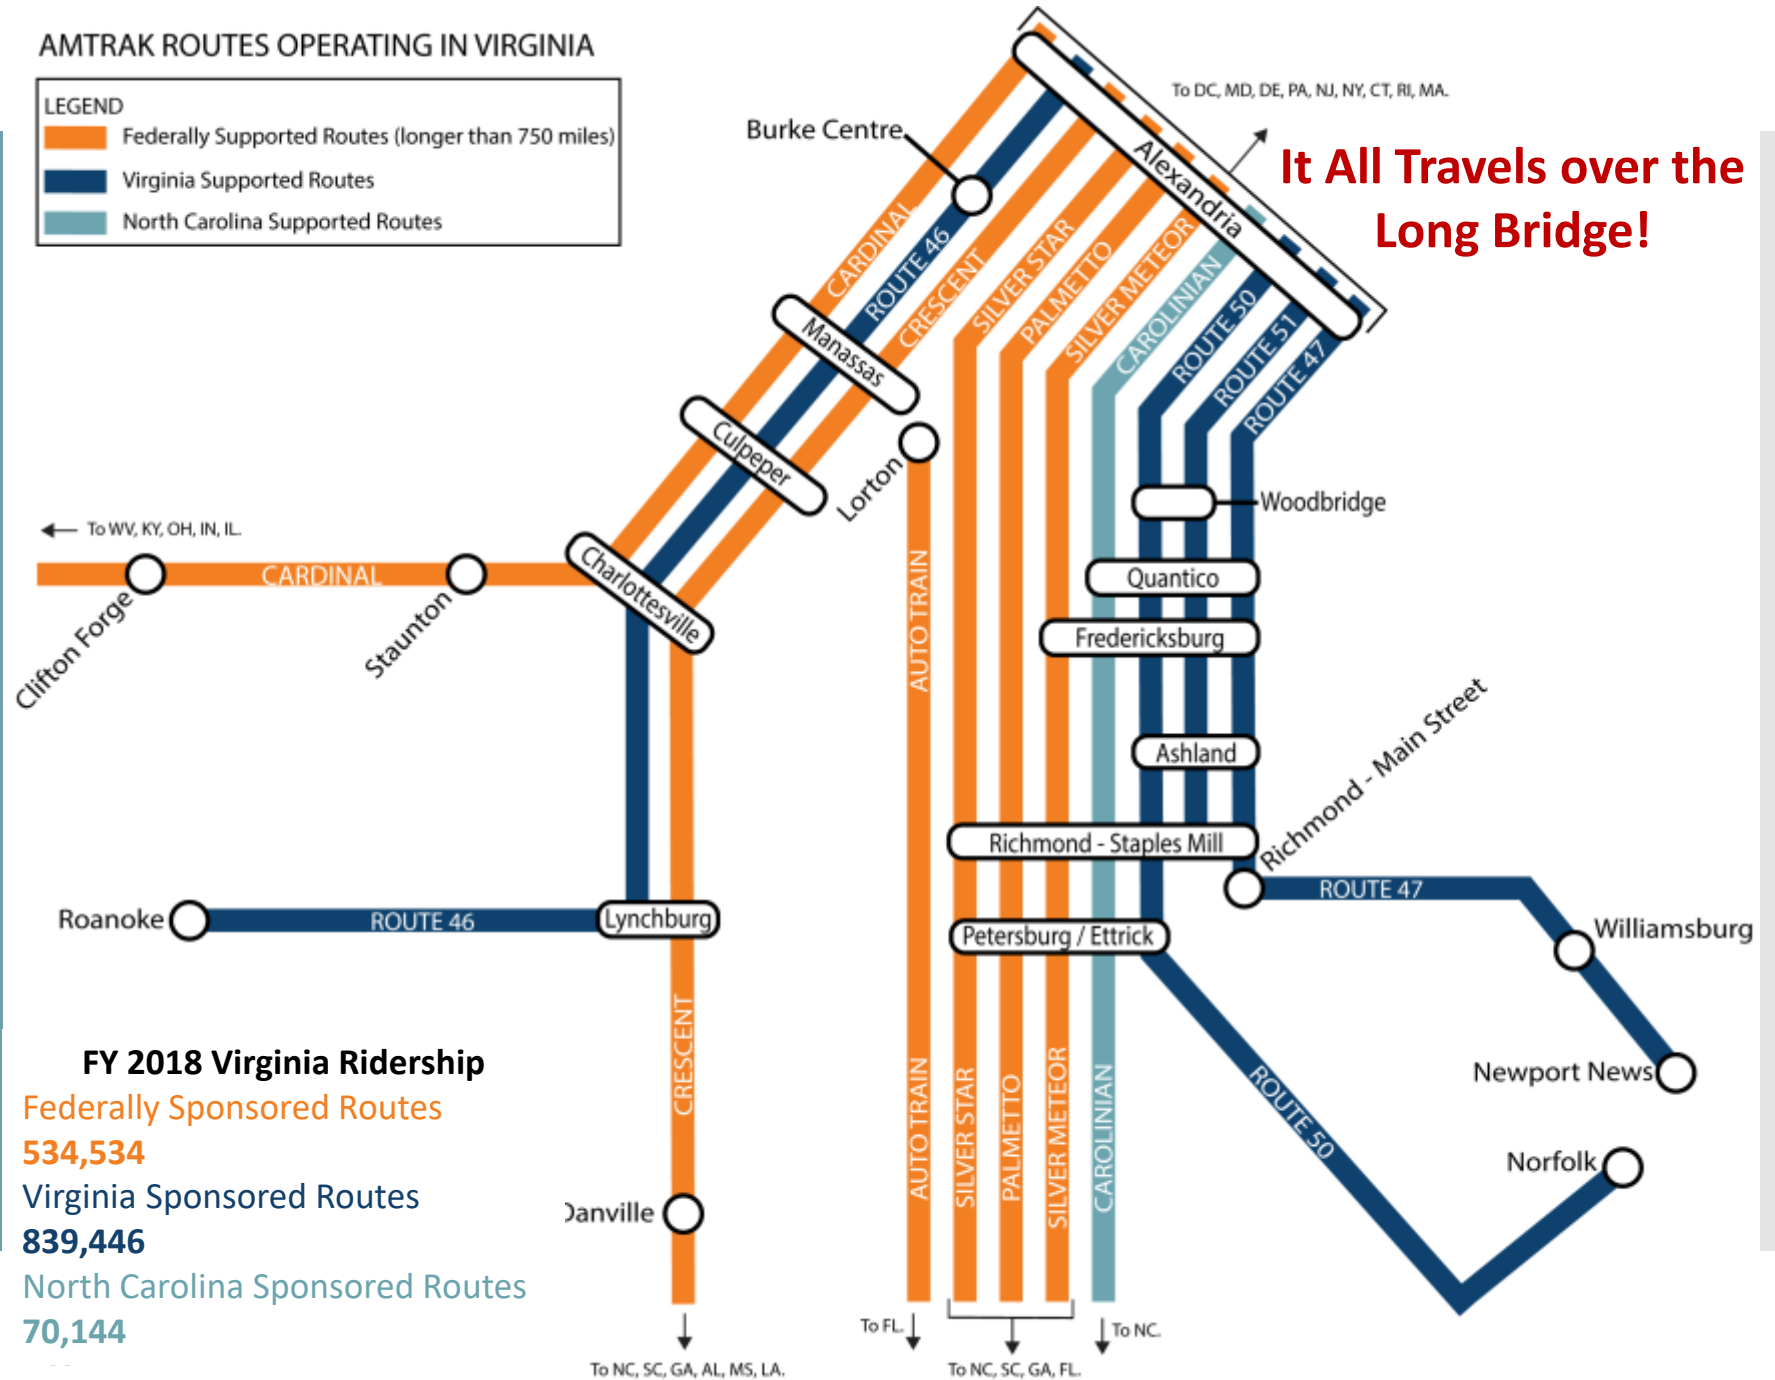 AMTRAK ROUTES OPERATING IN VIRGINIA
LEGEND
Federally Supported Routes (longer than 750 miles)
Virginia Supported Routes
North Carolina Supported Routes
To DC, MD, DE, PA, NJ, NY, CT, RI, MA.
It All Travels over the
Long Bridge!
Burke Centre
Alexandria
CARDINAL
ROUTE 46
CRESCENT
SILVER STAR
PALMETTO
SILVER METEOR
CAROLINIAN
ROUTE 50
ROUTE 51
ROUTE 47
Manassas
Culpeper
Lorton
Woodbridge
To WV, KY, OH, IN, IL.
CARDINAL
Clifton Forge
Staunton
Charlottesville
Quantico
Fredericksburg
AUTO TRAIN
Ashland
Richmond - Main Street
Richmond - Staples Mill
ROUTE 47
Roanoke
ROUTE 46
Lynchburg
Petersburg / Ettrick
Williamsburg
Newport News
ROUTE 50
Norfolk
CRESCENT
AUTO TRAIN
SILVER STAR
PALMETTO
SILVER METEOR
CAROLINIAN
FY 2018 Virginia Ridership
Federally Sponsored Routes
534,534
Virginia Sponsored Routes
839,446
North Carolina Sponsored Routes
70,144
Danville
To FL.
To NC.
To NC, SC, GA, AL, MS, LA.
To NC, SC, GA, FL.